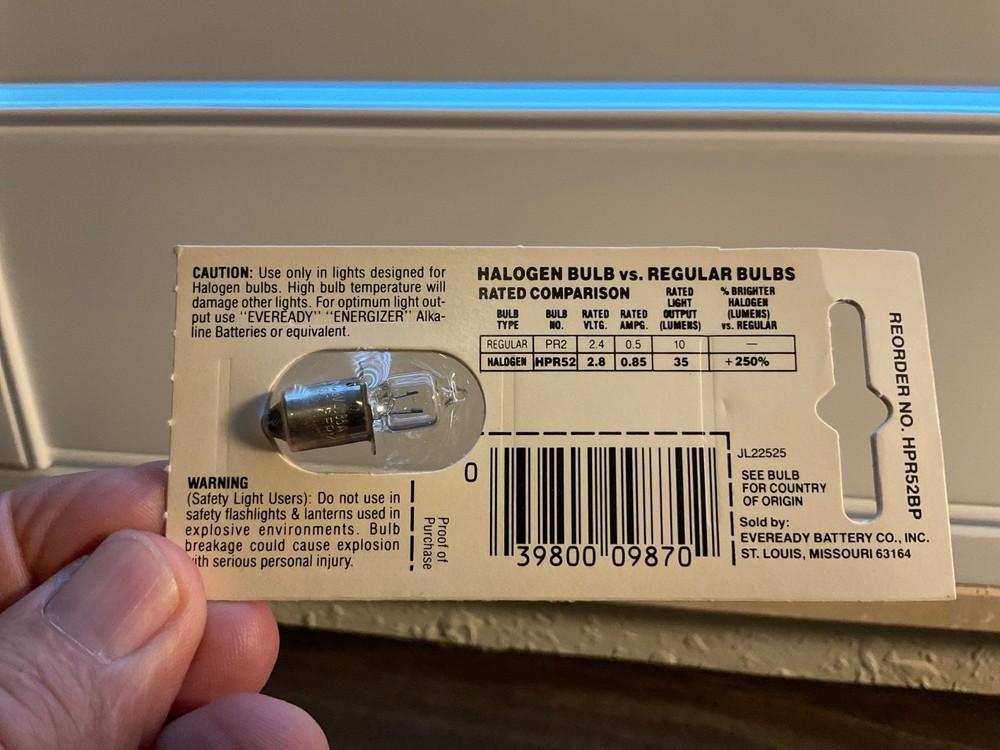 CAUTION: Use only in lights designed for
Halogen bulbs. High bulb temperature will
damage other lights. For optimum light out-
put use "EVEREADY" "ENERGIZER" Alka-
line Batteries or equivalent.
WARNING
(Safety Light Users): Do not use in
safety flashlights & lanterns used in
explosive environments. Bulb
breakage could cause explosion
with serious personal injury.
Proof of
Purchase
HALOGEN BULB vs. REGULAR BULBS
RATED COMPARISON
BULB TYPE BULB NO. RATED VLTG. RATED AMPG. RATED LIGHT OUTPUT (LUMENS) % BRIGHTER HALOGEN (LUMENS) vs. REGULAR
REGULAR PR2 2.4 0.5 10 —
HALOGEN HPR52 2.8 0.85 35 +250%
0 39800 09870
JL22525
SEE BULB
FOR COUNTRY
OF ORIGIN
Sold by:
EVEREADY BATTERY CO., INC.
ST. LOUIS, MISSOURI 63164
REORDER NO. HPR52BP